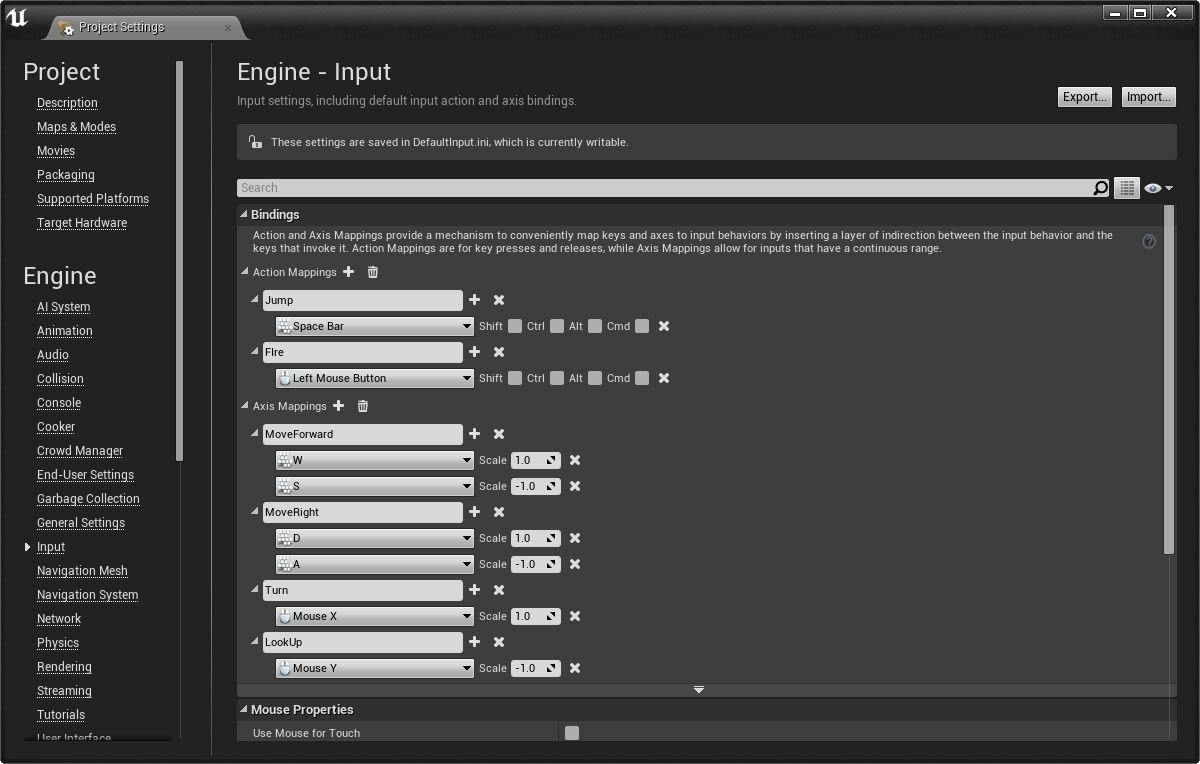 Project Settings
Project
Description
Maps & Modes
Movies
Packaging
Supported Platforms
Target Hardware
Engine
AI System
Animation
Audio
Collision
Console
Cooker
Crowd Manager
End-User Settings
Garbage Collection
General Settings
Input
Navigation Mesh
Navigation System
Network
Physics
Rendering
Streaming
Tutorials
User Interface
Engine - Input
Input settings, including default input action and axis bindings.
Export... Import...
These settings are saved in DefaultInput.ini, which is currently writable.
Search
Bindings
Action and Axis Mappings provide a mechanism to conveniently map keys and axes to input behaviors by inserting a layer of indirection between the input behavior and the
keys that invoke it. Action Mappings are for key presses and releases, while Axis Mappings allow for inputs that have a continuous range.
Action Mappings
Jump
Space Bar Shift Ctrl Alt Cmd
FIre
Left Mouse Button Shift Ctrl Alt Cmd
Axis Mappings
MoveForward
W Scale 1.0
S Scale -1.0
MoveRight
D Scale 1.0
A Scale -1.0
Turn
Mouse X Scale 1.0
LookUp
Mouse Y Scale -1.0
Mouse Properties
Use Mouse for Touch